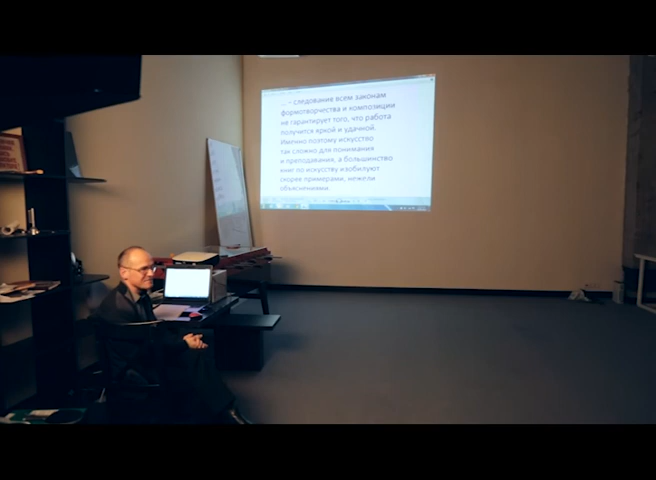 ... – следование всем законам
формотворчества и композиции
не гарантирует того, что работа
получится яркой и удачной.
Именно поэтому искусство
так сложно для понимания
и преподавания, а большинство
книг по искусству изобилуют
скорее примерами, нежели
объяснениями.